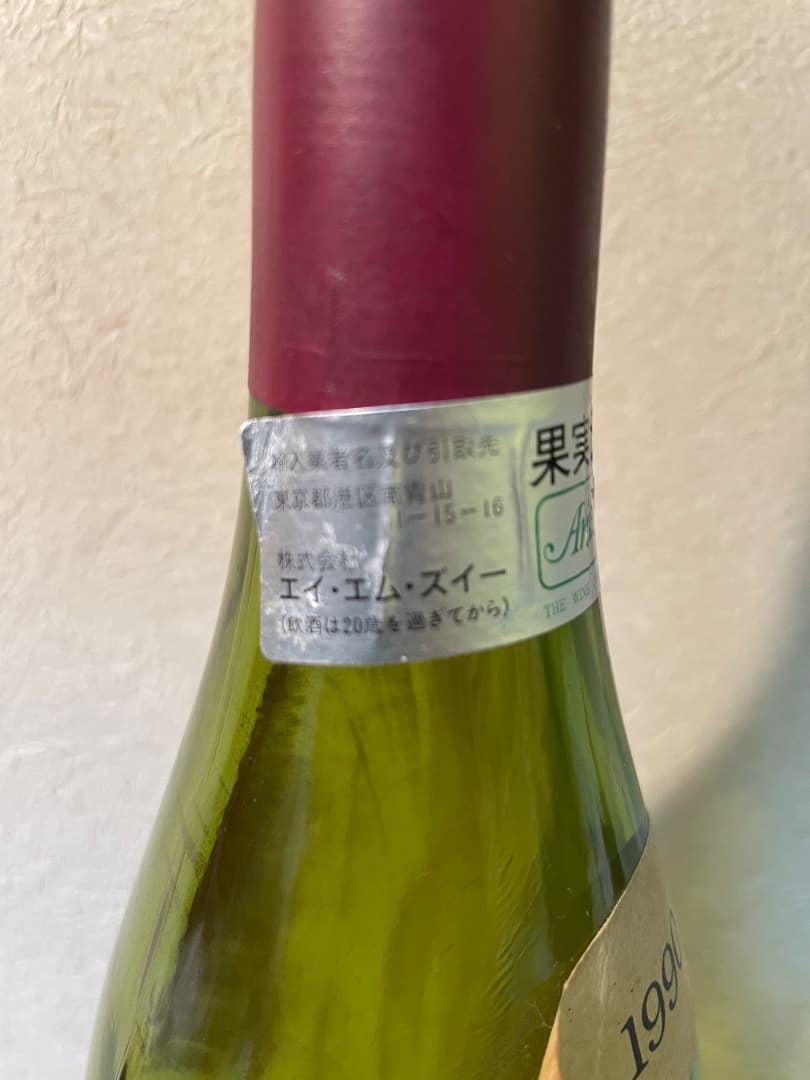 輸入業者名及び引取先
東京都港区南青山
1-15-16
株式会社
エイ・エム・ズイー
(飲酒は20歳を過ぎてから)
果実
THE WINE
1990